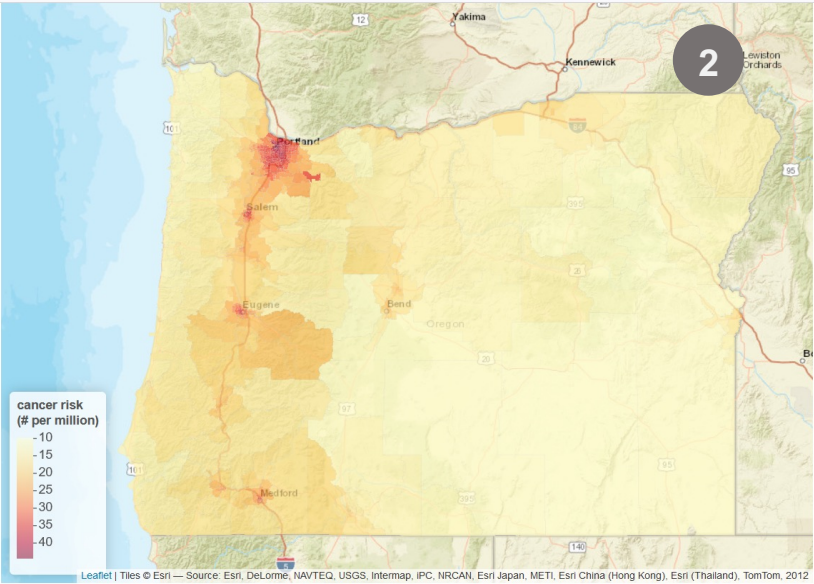 12
Yakima
2
Lewiston
Orchards
Kennewick
101
Portland
84
95
Salem
395
26
Eugene
Bend
Oregon
20
Bo
cancer risk
(# per million)
10
15
20
25
30
35
40
97
101
Medford
395
95
140
5
Leaflet | Tiles © Esri — Source: Esri, DeLorme, NAVTEQ, USGS, Intermap, iPC, NRCAN, Esri Japan, METI, Esri China (Hong Kong), Esri (Thailand), TomTom, 2012